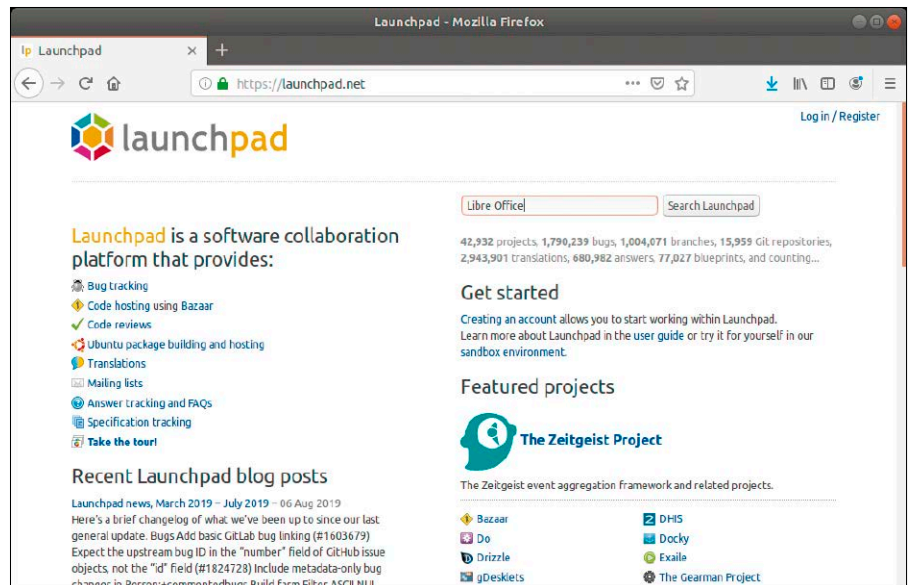 Launchpad - Mozilla Firefox
lp Launchpad
https://launchpad.net
Log in / Register
launchpad
Libre Office
Search Launchpad
42,932 projects, 1,790,239 bugs, 1,004,071 branches, 15,959 Git repositories,
2,943,901 translations, 680,982 answers, 77,027 blueprints, and counting...
Launchpad is a software collaboration
platform that provides:
Bug tracking
Code hosting using Bazaar
Code reviews
Ubuntu package building and hosting
Translations
Mailing lists
Answer tracking and FAQs
Specification tracking
Take the tour!
Recent Launchpad blog posts
Launchpad news, March 2019 – July 2019 – 06 Aug 2019
Here's a brief changelog of what we've been up to since our last
general update. Bugs Add basic GitLab bug linking (#1603679)
Expect the upstream bug ID in the "number" field of GitHub issue
objects, not the "id" field (#1824728) Include metadata-only bug
changes in Person:+commentedbugs Build farm Filter ASCII NUL
Get started
Creating an account allows you to start working within Launchpad.
Learn more about Launchpad in the user guide or try it for yourself in our
sandbox environment.
Featured projects
The Zeitgeist Project
The Zeitgeist event aggregation framework and related projects.
Bazaar
Do
Drizzle
gDesklets
DHIS
Docky
Exaile
The Gearman Project